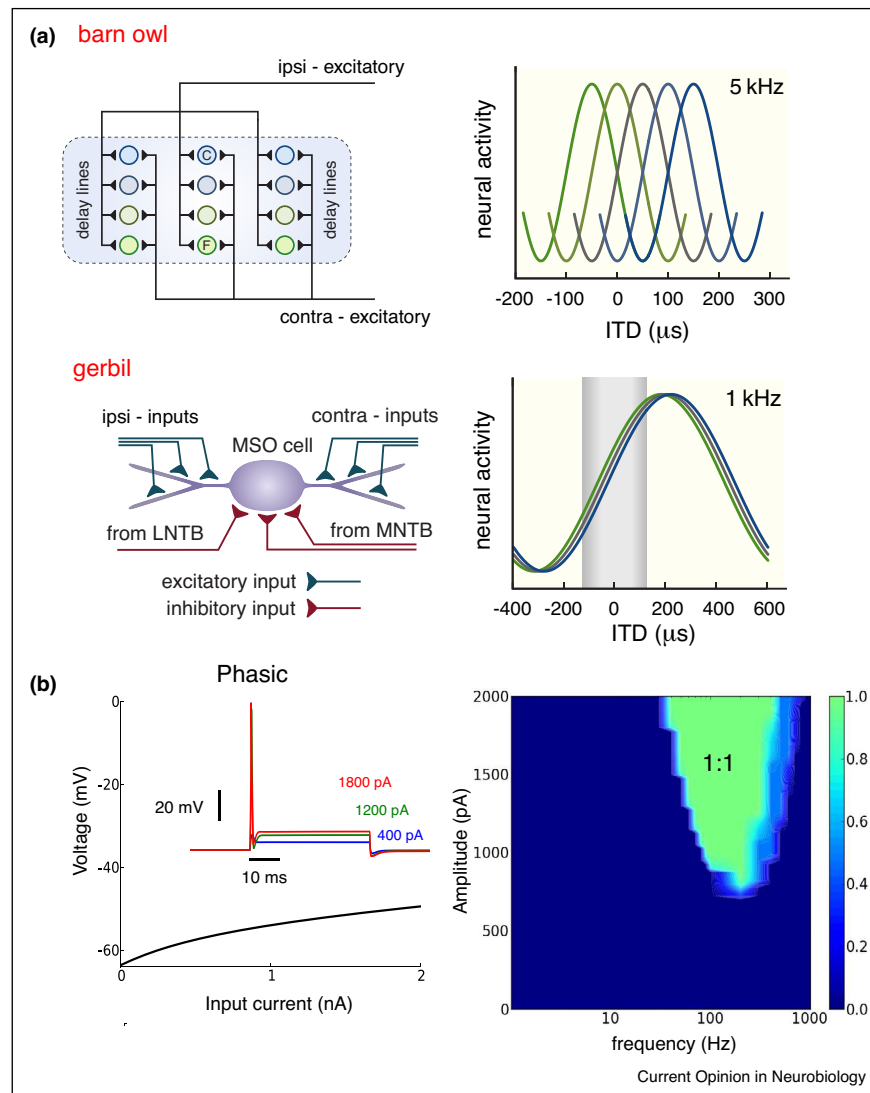 (a) barn owl
ipsi - excitatory
delay lines
C
F
delay lines
contra - excitatory
5 kHz
neural activity
-200 -100 0 100 200 300
ITD (μs)
gerbil
ipsi - inputs
contra - inputs
MSO cell
from LNTB
from MNTB
excitatory input
inhibitory input
1 kHz
neural activity
-400 -200 0 200 400 600
ITD (μs)
(b)
Phasic
0
-20
-40
-60
Voltage (mV)
20 mV
1800 pA
1200 pA
400 pA
10 ms
0 1 2
Input current (nA)
2000
1500
1000
500
0
Amplitude (pA)
1:1
10 100 1000
frequency (Hz)
1.0
0.8
0.6
0.4
0.2
0.0
Current Opinion in Neurobiology